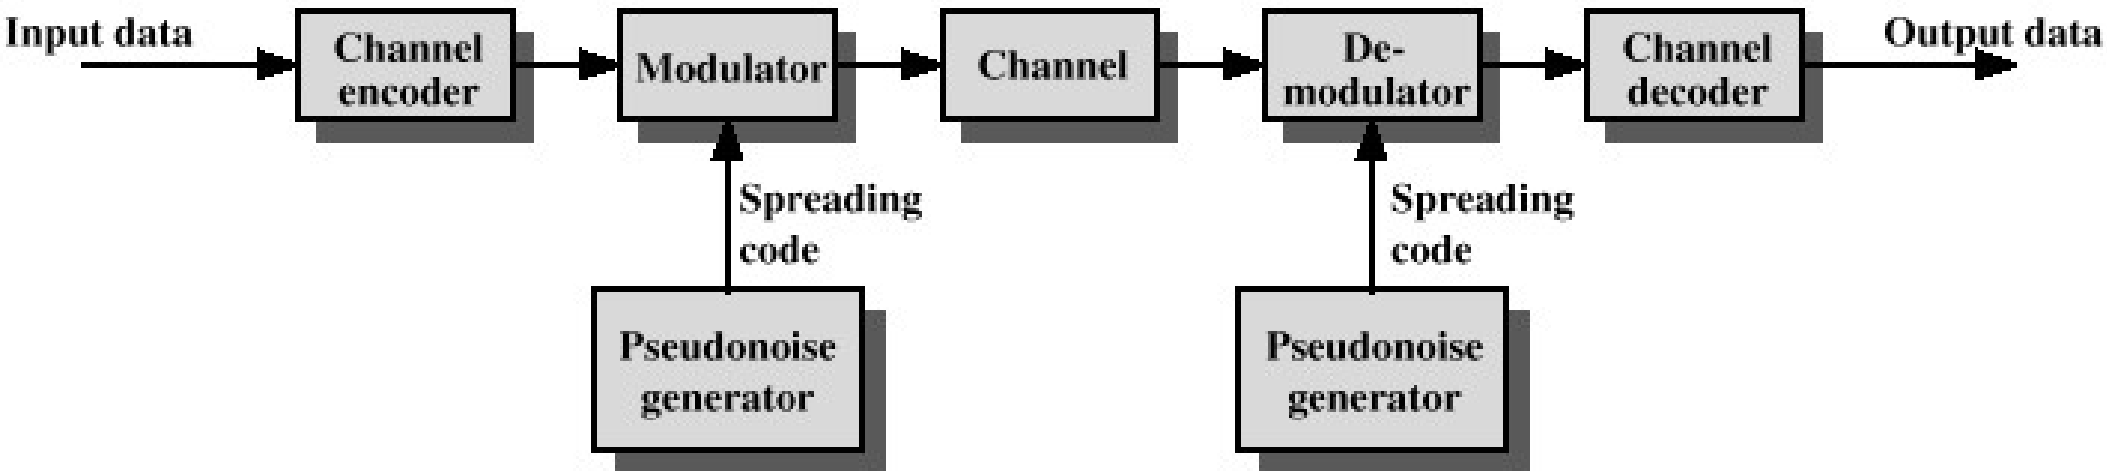 Input data
Channel
encoder
Modulator
Channel
De-
modulator
Channel
decoder
Output data
Spreading
code
Spreading
code
Pseudonoise
generator
Pseudonoise
generator